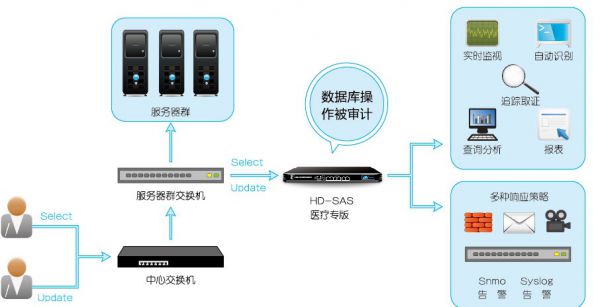 服务器群
数据库操
作被审计
实时监视
自动识别
追踪取证
查询分析
报表
Select
Update
服务器群交换机
HD-SAS
医疗专版
多种响应策略
Select
Update
中心交换机
Snmo
告 警
Syslog
告 警